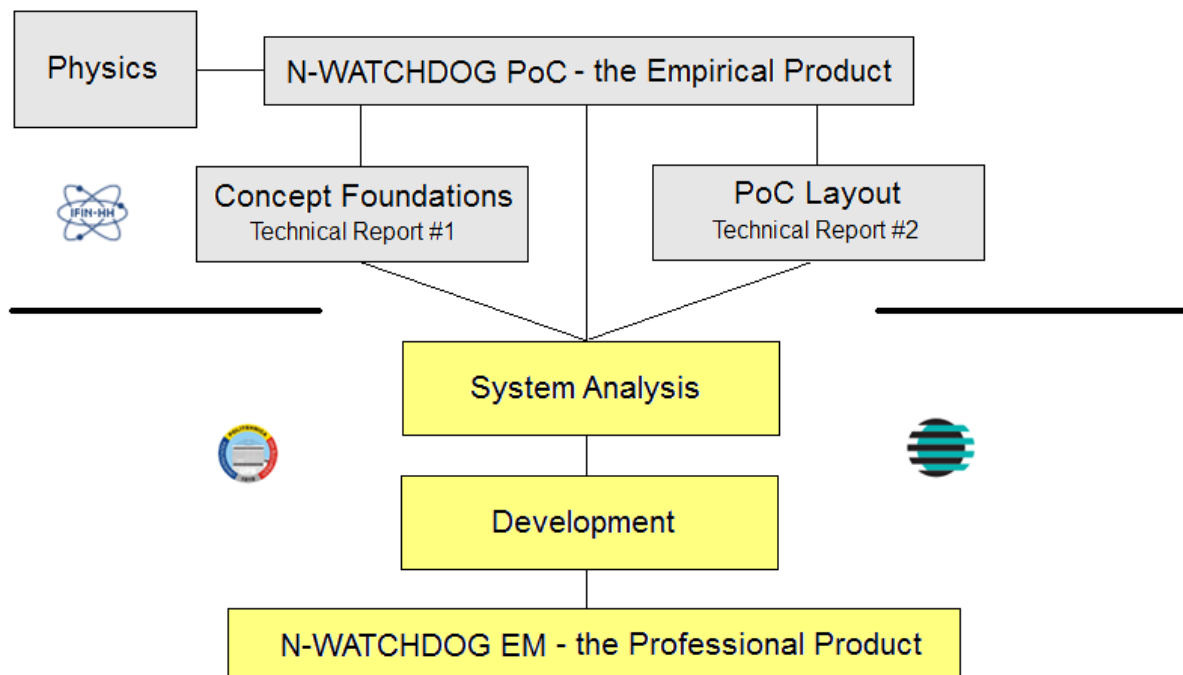 Physics
N-WATCHDOG PoC - the Empirical Product
Concept Foundations
Technical Report #1
PoC Layout
Technical Report #2
IFIN-HH
System Analysis
POLITEHNICA
Development
N-WATCHDOG EM - the Professional Product